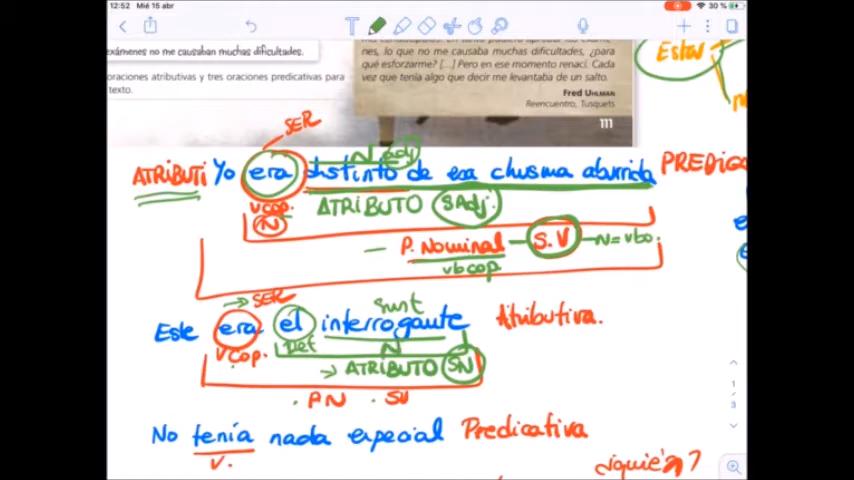 12:52 Mié 15 abr
30 %
exámenes no me causaban muchas dificultades.
oraciones atributivas y tres oraciones predicativas para
texto.
nes, lo que no me causaba muchas dificultades, ¿para
qué esforzarme? [...] Pero en ese momento renací. Cada
vez que tenía algo que decir me levantaba de un salto.
Fred UHLMAN
Reencuentro, Tusquets
111
Estar
SER
N adj
ATRIBUTI Yo era distinto de esa chusma aburrida PREDICA
vcop. ATRIBUTO SAdj.
N
P. Nominal S.V N=vbo.
vbcop.
SER sust
Este era el interrogante Atributiva.
vcop. Det N
ATRIBUTO SN
PN SV
No tenía nada especial Predicativa
v.
¿quién?
1
3